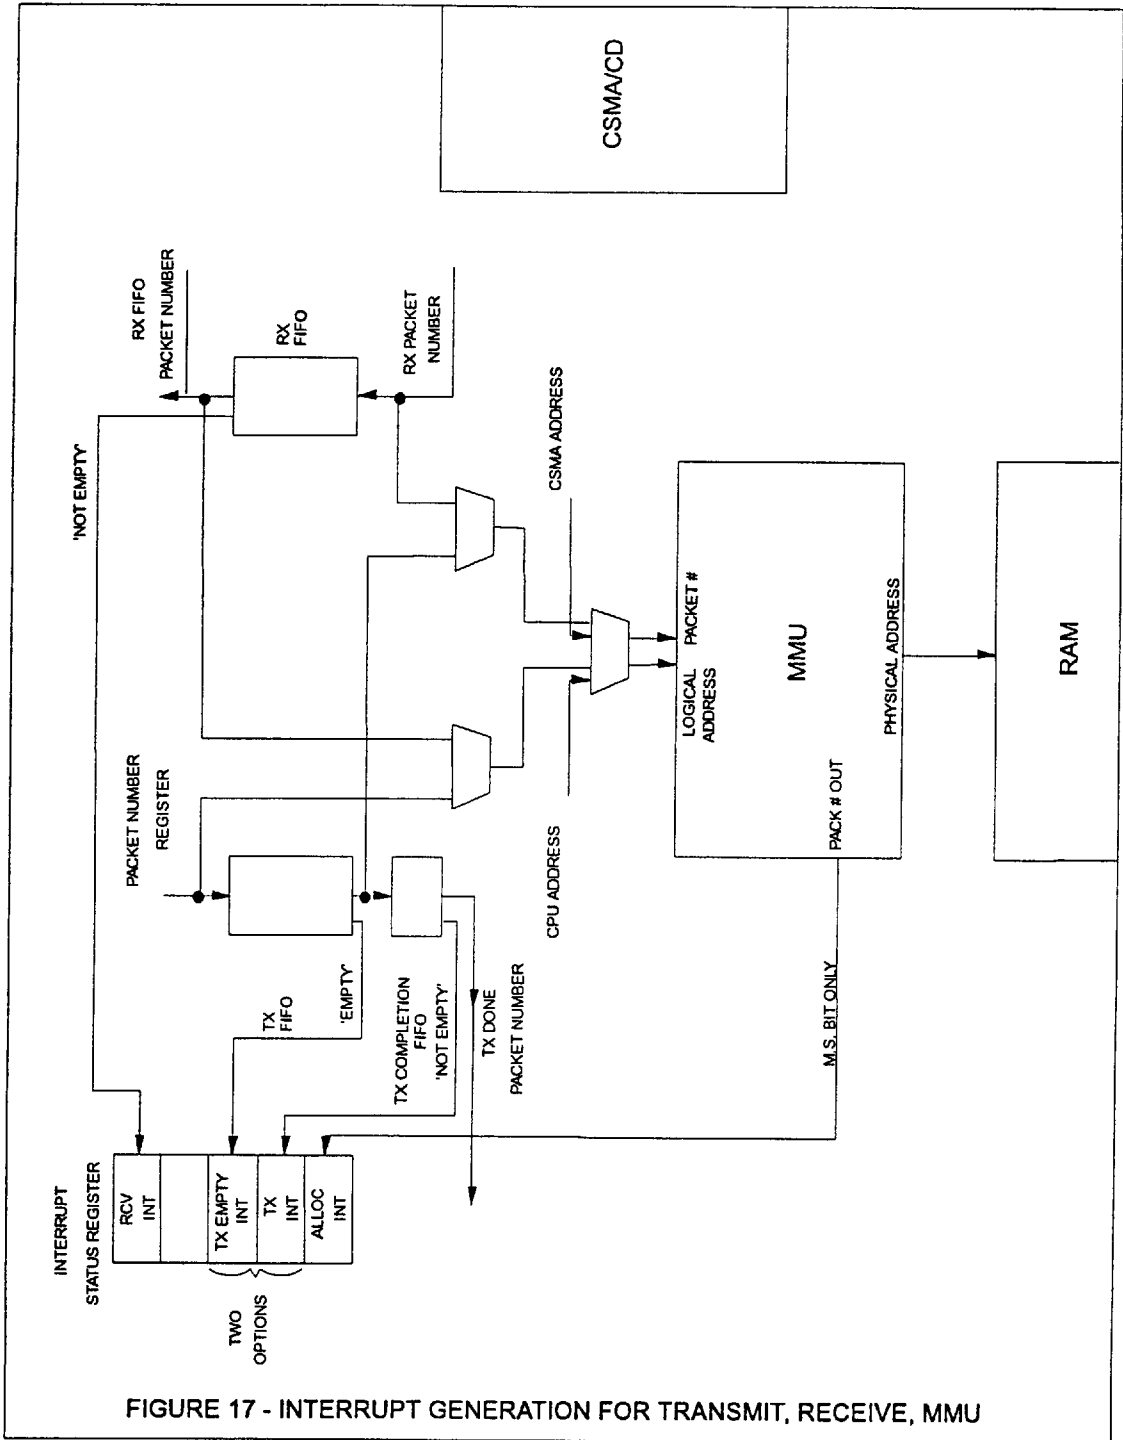 INTERRUPT
STATUS REGISTER
RCV
INT
TX EMPTY
INT
TX
INT
ALLOC
INT
TWO
OPTIONS
'NOT EMPTY'
PACKET NUMBER
REGISTER
TX
FIFO
'EMPTY'
TX COMPLETION
FIFO
'NOT EMPTY'
TX DONE
PACKET NUMBER
RX FIFO
PACKET NUMBER
RX
FIFO
RX PACKET
NUMBER
CPU ADDRESS
CSMA ADDRESS
LOGICAL
ADDRESS
PACKET #
MMU
PACK # OUT
PHYSICAL ADDRESS
M.S. BIT ONLY
RAM
CSMA/CD
FIGURE 17 - INTERRUPT GENERATION FOR TRANSMIT, RECEIVE, MMU